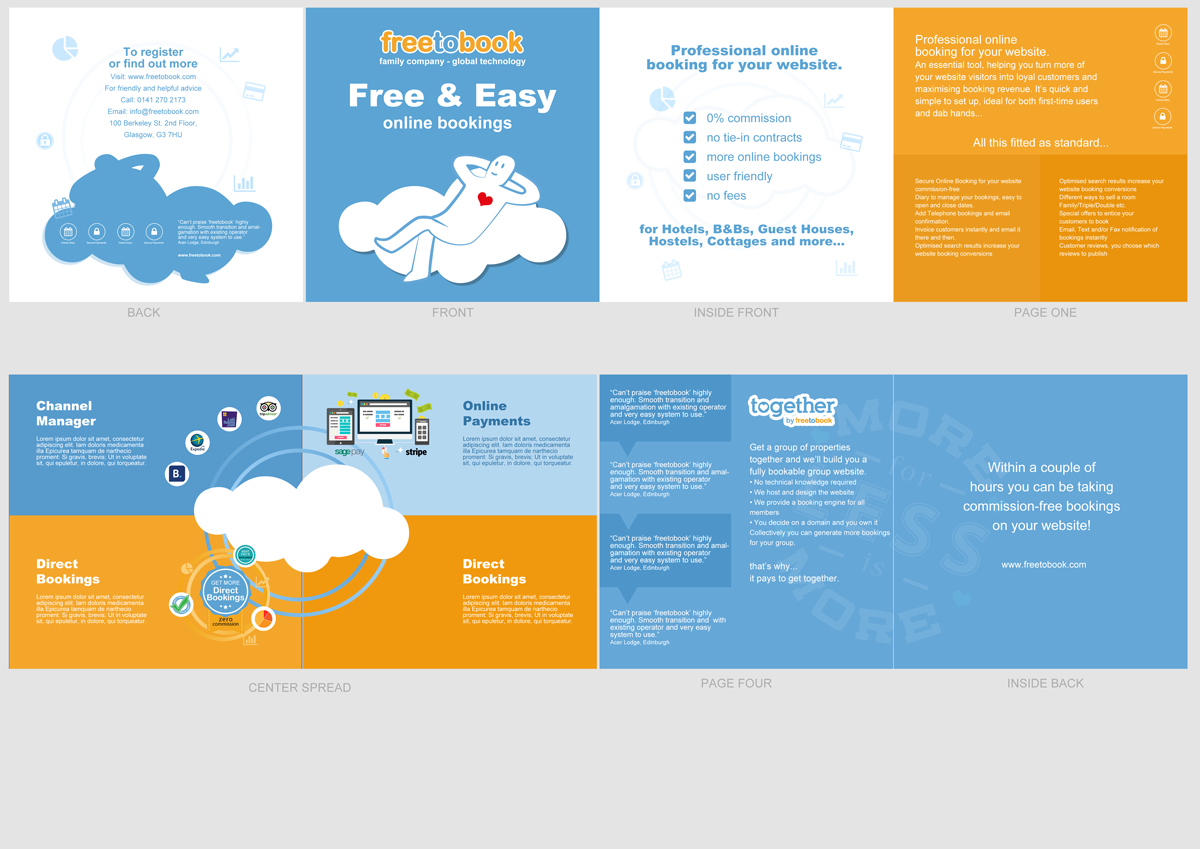 To register
or find out more
Visit: www.freetobook.com
For friendly and helpful advice
Call: 0141 270 2173
Email: info@freetobook.com
100 Berkeley St. 2nd Floor,
Glasgow, G3 7HU
"Can't praise 'freetobook' highly
enough. Smooth transition and amal-
gamation with existing operator
and very easy system to use."
Acer Lodge, Edinburgh
www.freetobook.com
BACK
freetobook
family company - global technology
Free & Easy
online bookings
FRONT
Professional online
booking for your website.
0% commission
no tie-in contracts
more online bookings
user friendly
no fees
for Hotels, B&Bs, Guest Houses,
Hostels, Cottages and more...
INSIDE FRONT
Professional online
booking for your website.
An essential tool, helping you turn more of
your website visitors into loyal customers and
maximising booking revenue. It's quick and
simple to set up, ideal for both first-time users
and dab hands...
All this fitted as standard...
Secure Online Booking for your website
commission-free
Diary to manage your bookings, easy to
open and close dates.
Add Telephone bookings and email
confirmation.
Invoice customers instantly and email it
there and then.
Optimised search results increase your
website booking conversions
Optimised search results increase your
website booking conversions
Different ways to sell a room
Family/Triple/Double etc.
Special offers to entice your
customers to book
Email, Text and/or Fax notification of
bookings instantly
Customer reviews, you choose which
reviews to publish
PAGE ONE
Channel
Manager
Lorem ipsum dolor sit amet, consectetur
adipiscing elit. Iam doloris medicamenta
illa Epicurea tamquam de narthecio
proment: Si gravis, brevis; Ut in voluptate
sit, qui epuletur, in dolore, qui torqueatur.
tripadvisor
Expedia
B.
sagepay
stripe
Online
Payments
Lorem ipsum dolor sit amet, consectetur
adipiscing elit. Iam doloris medicamenta
illa Epicurea tamquam de narthecio
proment: Si gravis, brevis; Ut in voluptate
sit, qui epuletur, in dolore, qui torqueatur.
Direct
Bookings
Lorem ipsum dolor sit amet, consectetur
adipiscing elit. Iam doloris medicamenta
illa Epicurea tamquam de narthecio
proment: Si gravis, brevis; Ut in voluptate
sit, qui epuletur, in dolore, qui torqueatur.
GET MORE
Direct
Bookings
zero
commission
Direct
Bookings
Lorem ipsum dolor sit amet, consectetur
adipiscing elit. Iam doloris medicamenta
illa Epicurea tamquam de narthecio
proment: Si gravis, brevis; Ut in voluptate
sit, qui epuletur, in dolore, qui torqueatur.
CENTER SPREAD
"Can't praise 'freetobook' highly
enough. Smooth transition and
amalgamation with existing operator
and very easy system to use."
Acer Lodge, Edinburgh
"Can't praise 'freetobook' highly
enough. Smooth transition and amal-
gamation with existing operator
and very easy system to use."
Acer Lodge, Edinburgh
"Can't praise 'freetobook' highly
enough. Smooth transition and amal-
gamation with existing operator
and very easy system to use."
Acer Lodge, Edinburgh
"Can't praise 'freetobook' highly
enough. Smooth transition and with
existing operator and very easy
system to use."
Acer Lodge, Edinburgh
together
by freetobook
Get a group of properties
together and we'll build you a
fully bookable group website.
• No technical knowledge required
• We host and design the website
• We provide a booking engine for all
members
• You decide on a domain and you own it
Collectively you can generate more bookings
for your group.
that's why...
it pays to get together.
PAGE FOUR
MORE
for
LESS
is
MORE
Within a couple of
hours you can be taking
commission-free bookings
on your website!
www.freetobook.com
INSIDE BACK